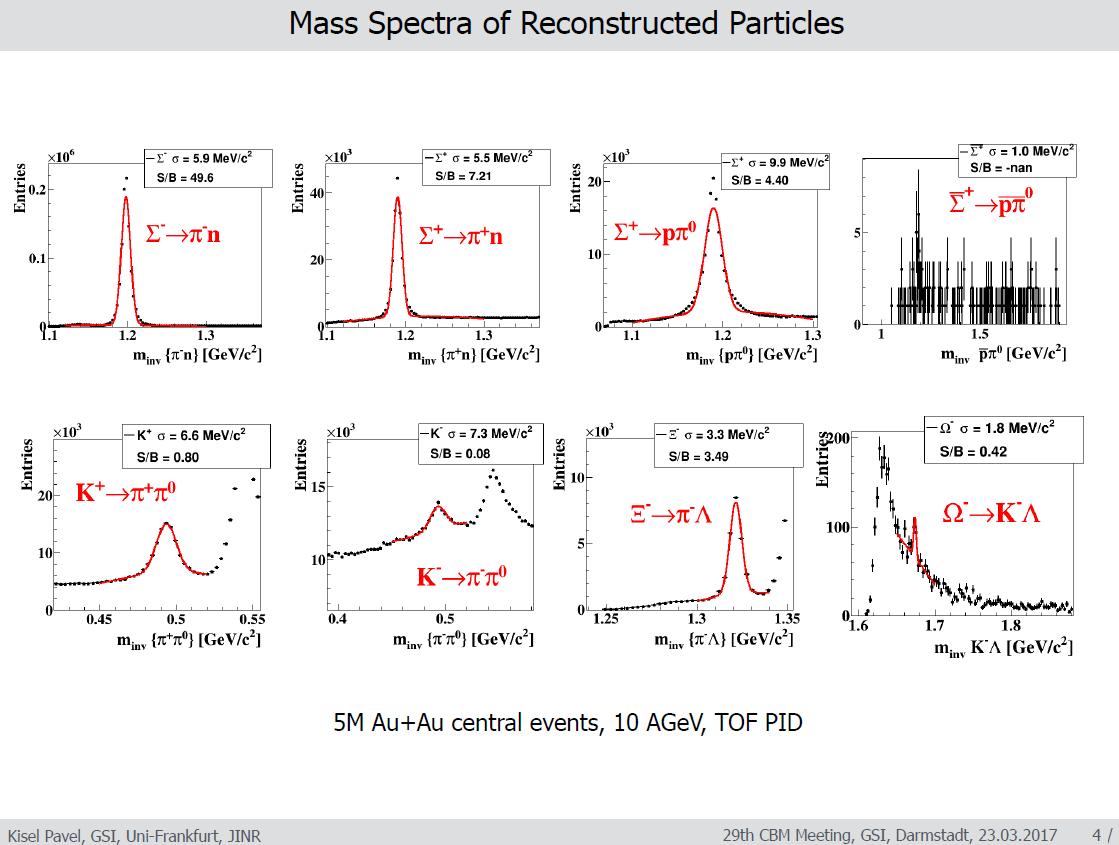 Mass Spectra of Reconstructed Particles
×10⁶
Entries
— Σ⁻ σ = 5.9 MeV/c²
S/B = 49.6
Σ⁻→π⁻n
0.2
0.1
0
1.1 1.2 1.3
m_inv {π⁻n} [GeV/c²]
×10³
Entries
— Σ⁺ σ = 5.5 MeV/c²
S/B = 7.21
Σ⁺→π⁺n
40
20
0
1.1 1.2 1.3
m_inv {π⁺n} [GeV/c²]
×10³
Entries
— Σ⁺ σ = 9.9 MeV/c²
S/B = 4.40
Σ⁺→pπ⁰
20
10
0
1.1 1.2 1.3
m_inv {pπ⁰} [GeV/c²]
— Σ̅⁺ σ = 1.0 MeV/c²
S/B = -nan
Σ̅⁺→p̅π̅⁰
5
0
1 1.5
m_inv p̅π⁰ [GeV/c²]
×10³
Entries
— K⁺ σ = 6.6 MeV/c²
S/B = 0.80
K⁺→π⁺π⁰
20
10
0
0.45 0.5 0.55
m_inv {π⁺π⁰} [GeV/c²]
×10³
Entries
— K⁻ σ = 7.3 MeV/c²
S/B = 0.08
15
10
K⁻→π⁻π⁰
0.4 0.5
m_inv {π⁻π⁰} [GeV/c²]
×10³
Entries
— Ξ⁻ σ = 3.3 MeV/c²
S/B = 3.49
Ξ⁻→π⁻Λ
10
5
0
1.25 1.3 1.35
m_inv {π⁻Λ} [GeV/c²]
Entries
— Ω⁻ σ = 1.8 MeV/c²
S/B = 0.42
Ω⁻→K⁻Λ
200
100
0
1.6 1.7 1.8
m_inv K⁻Λ [GeV/c²]
5M Au+Au central events, 10 AGeV, TOF PID
Kisel Pavel, GSI, Uni-Frankfurt, JINR
29th CBM Meeting, GSI, Darmstadt, 23.03.2017 4 /